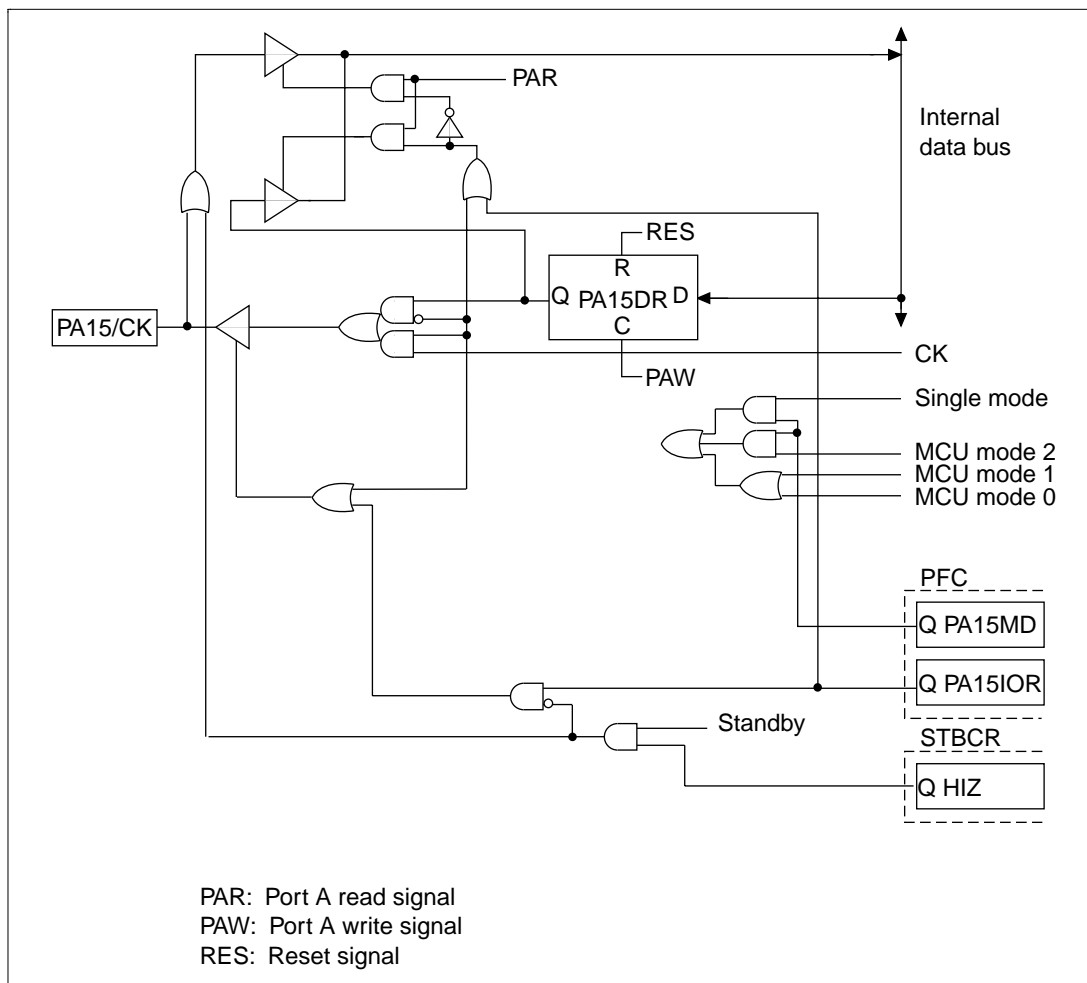 PAR
Internal
data bus
RES
R
Q PA15DR D
C
PA15/CK
CK
PAW
Single mode
MCU mode 2
MCU mode 1
MCU mode 0
PFC
Q PA15MD
Q PA15IOR
Standby
STBCR
Q HIZ
PAR: Port A read signal
PAW: Port A write signal
RES: Reset signal